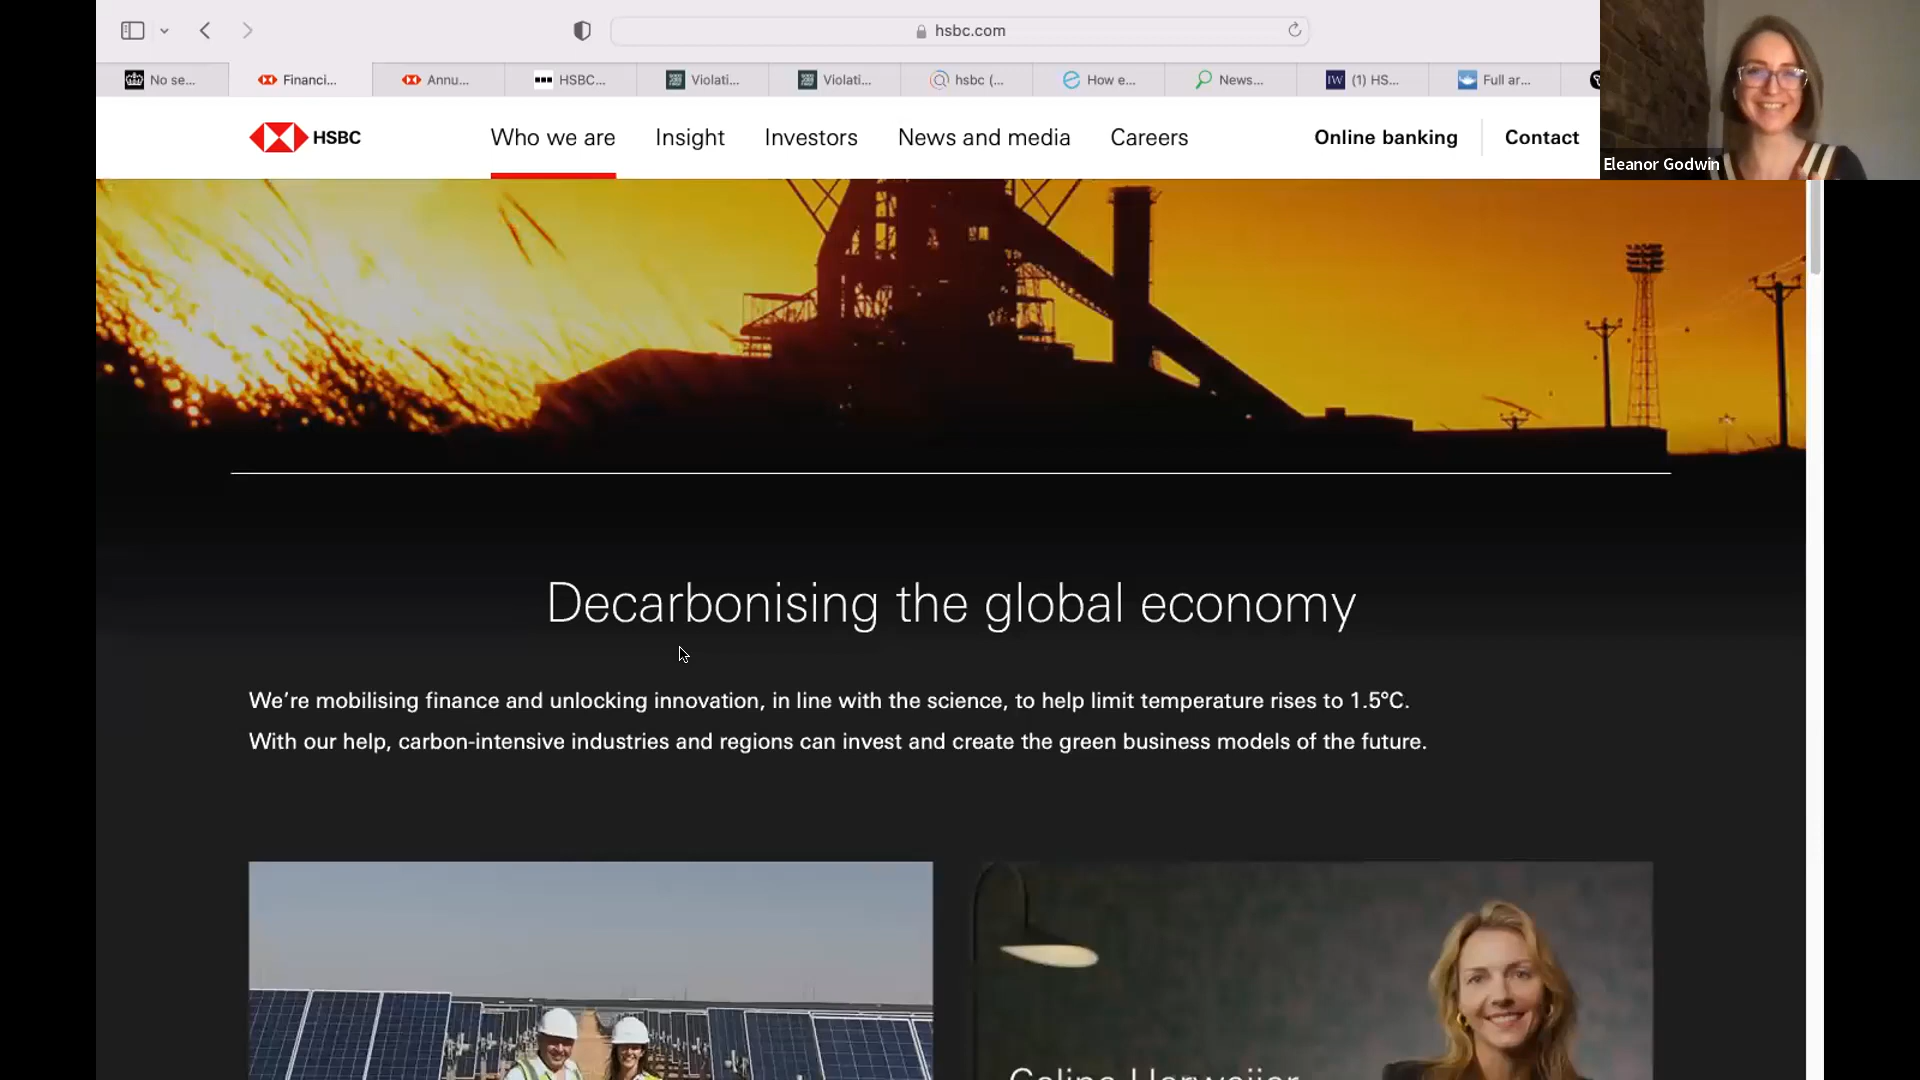 hsbc.com
No se...
Financi...
Annu...
HSBC...
Violati...
Violati...
hsbc (...
How e...
News...
IW
(1) HS...
Full ar...
HSBC
Who we are
Insight
Investors
News and media
Careers
Online banking
Contact
Eleanor Godwin
Decarbonising the global economy
We're mobilising finance and unlocking innovation, in line with the science, to help limit temperature rises to 1.5°C.
With our help, carbon-intensive industries and regions can invest and create the green business models of the future.